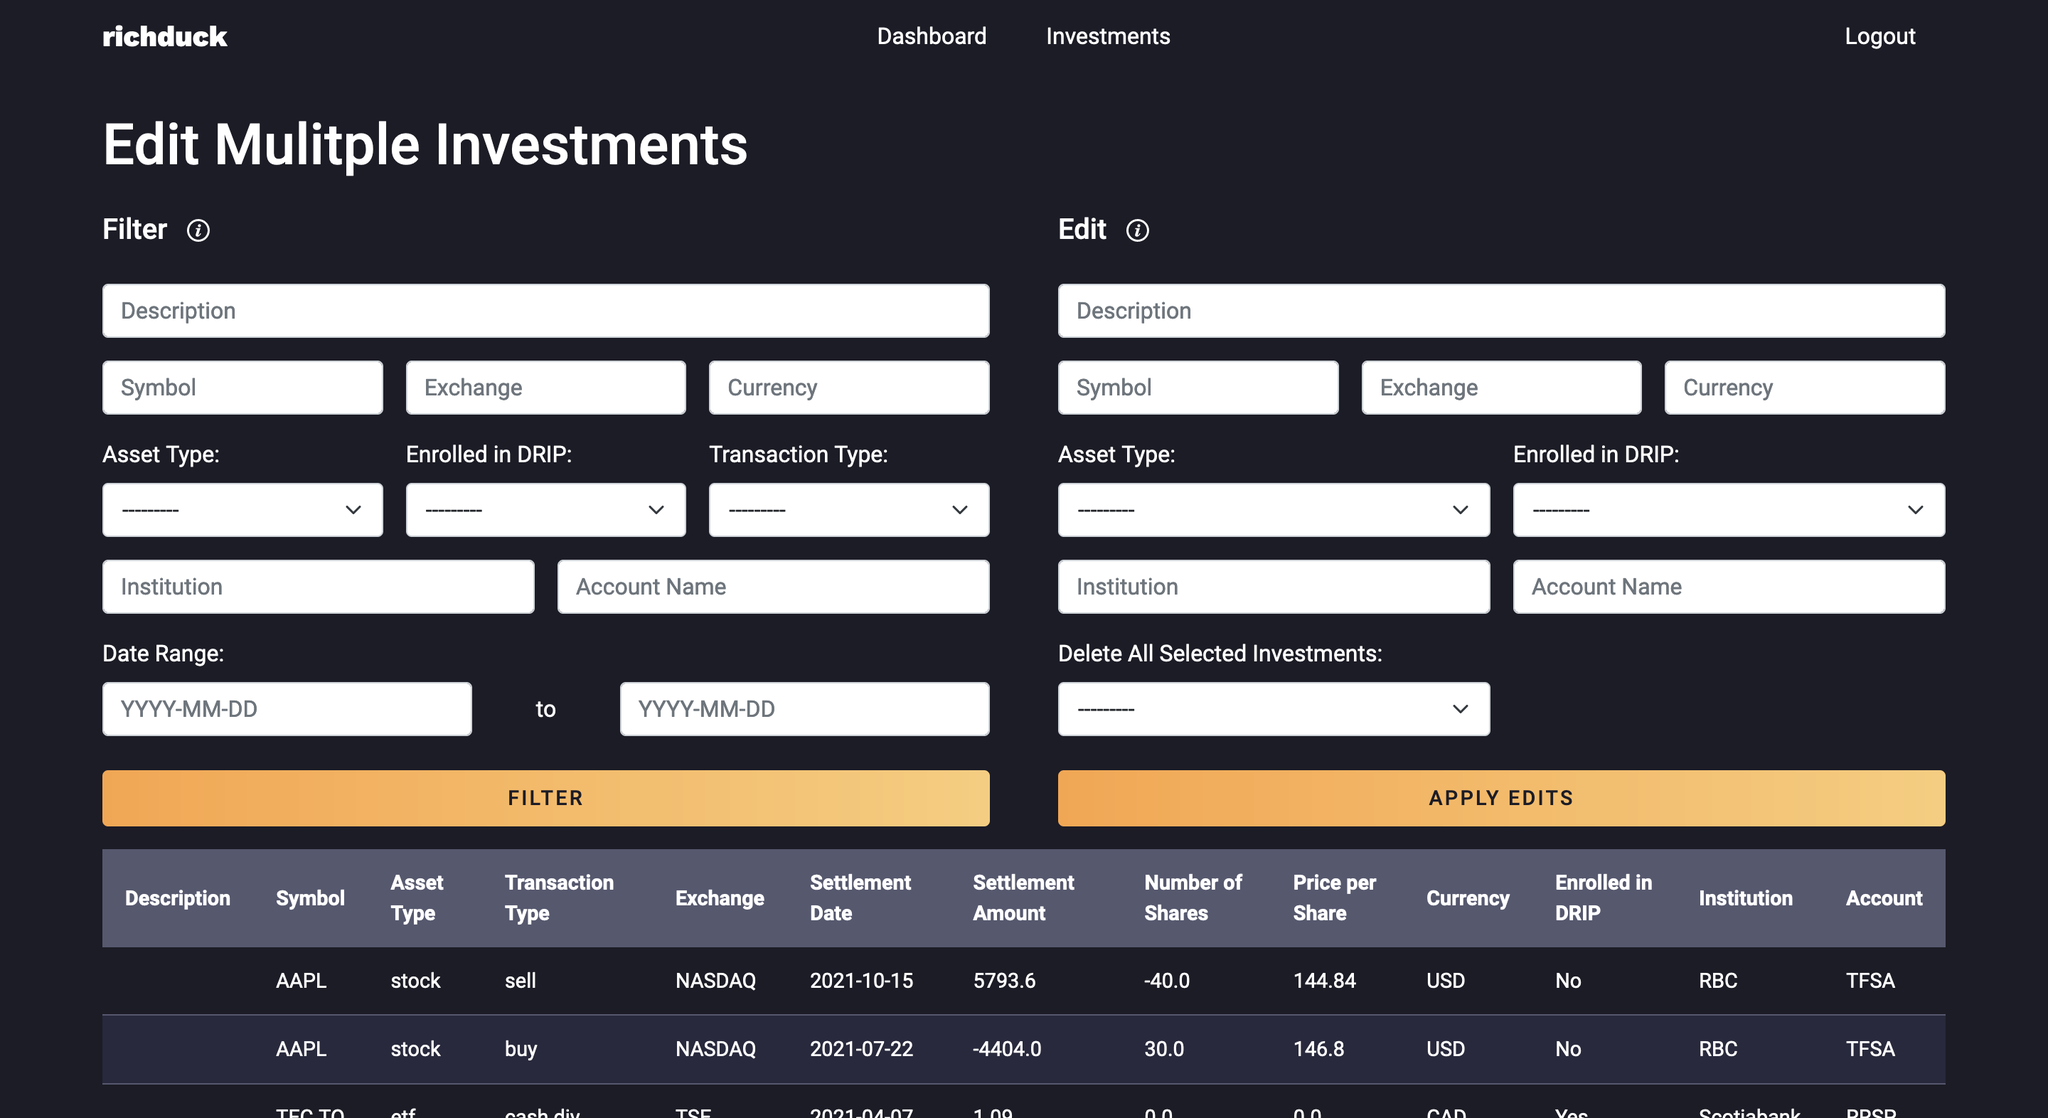 richduck Dashboard Investments Logout
Edit Mulitple Investments
Filter
Description
Symbol Exchange Currency
Asset Type: Enrolled in DRIP: Transaction Type:
--------- --------- ---------
Institution Account Name
Date Range:
YYYY-MM-DD to YYYY-MM-DD
FILTER
Edit
Description
Symbol Exchange Currency
Asset Type: Enrolled in DRIP:
--------- ---------
Institution Account Name
Delete All Selected Investments:
---------
APPLY EDITS
Description Symbol Asset Type Transaction Type Exchange Settlement Date Settlement Amount Number of Shares Price per Share Currency Enrolled in DRIP Institution Account
AAPL stock sell NASDAQ 2021-10-15 5793.6 -40.0 144.84 USD No RBC TFSA
AAPL stock buy NASDAQ 2021-07-22 -4404.0 30.0 146.8 USD No RBC TFSA
etf cash div TSE 2021-04-07 1.09 0.0 0.0 CAD Yes Scotiabank RRSP